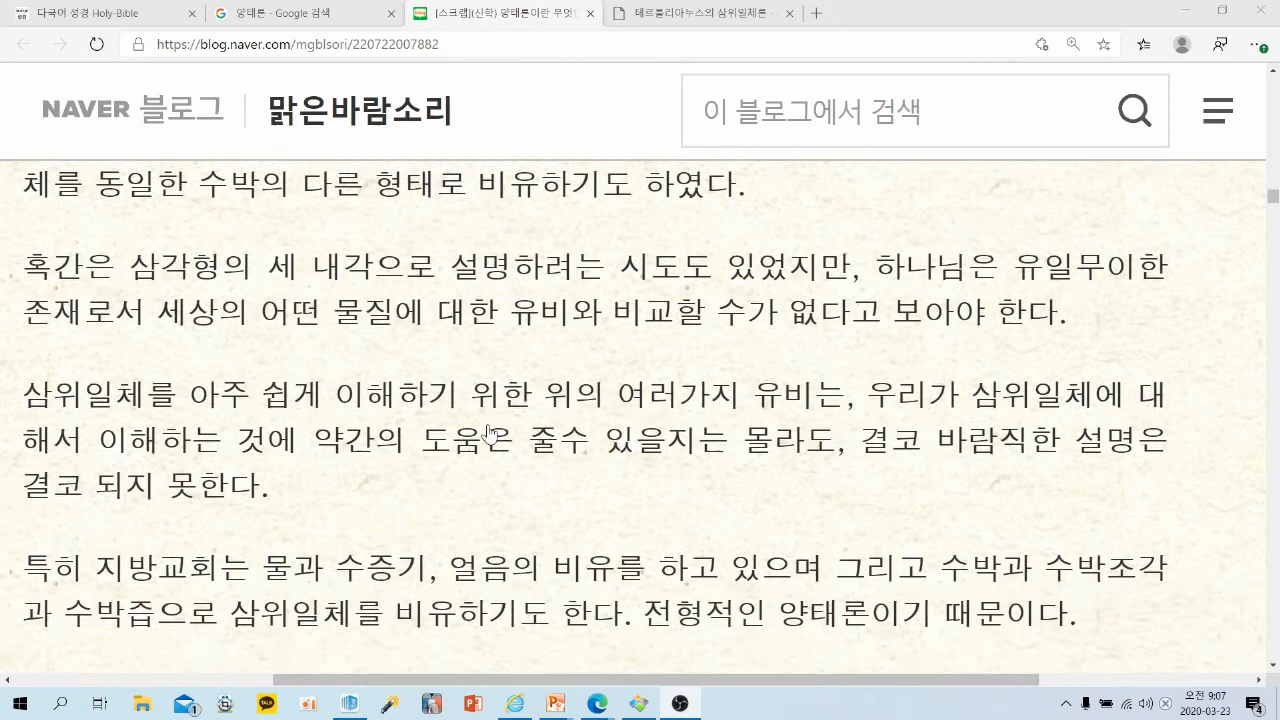 다국어 성경 Holy-Bible
양태론 - Google 검색
[스크랩](신학) 양태론이란 무엇인
테르툴리아누스의 삼위일체론 -
https://blog.naver.com/mgblsori/220722007882
NAVER 블로그
맑은바람소리
이 블로그에서 검색
체를 동일한 수박의 다른 형태로 비유하기도 하였다.
혹간은 삼각형의 세 내각으로 설명하려는 시도도 있었지만, 하나님은 유일무이한
존재로서 세상의 어떤 물질에 대한 유비와 비교할 수가 없다고 보아야 한다.
삼위일체를 아주 쉽게 이해하기 위한 위의 여러가지 유비는, 우리가 삼위일체에 대
해서 이해하는 것에 약간의 도움은 줄수 있을지는 몰라도, 결코 바람직한 설명은
결코 되지 못한다.
특히 지방교회는 물과 수증기, 얼음의 비유를 하고 있으며 그리고 수박과 수박조각
과 수박즙으로 삼위일체를 비유하기도 한다. 전형적인 양태론이기 때문이다.
오전 9:07
2020-03-23